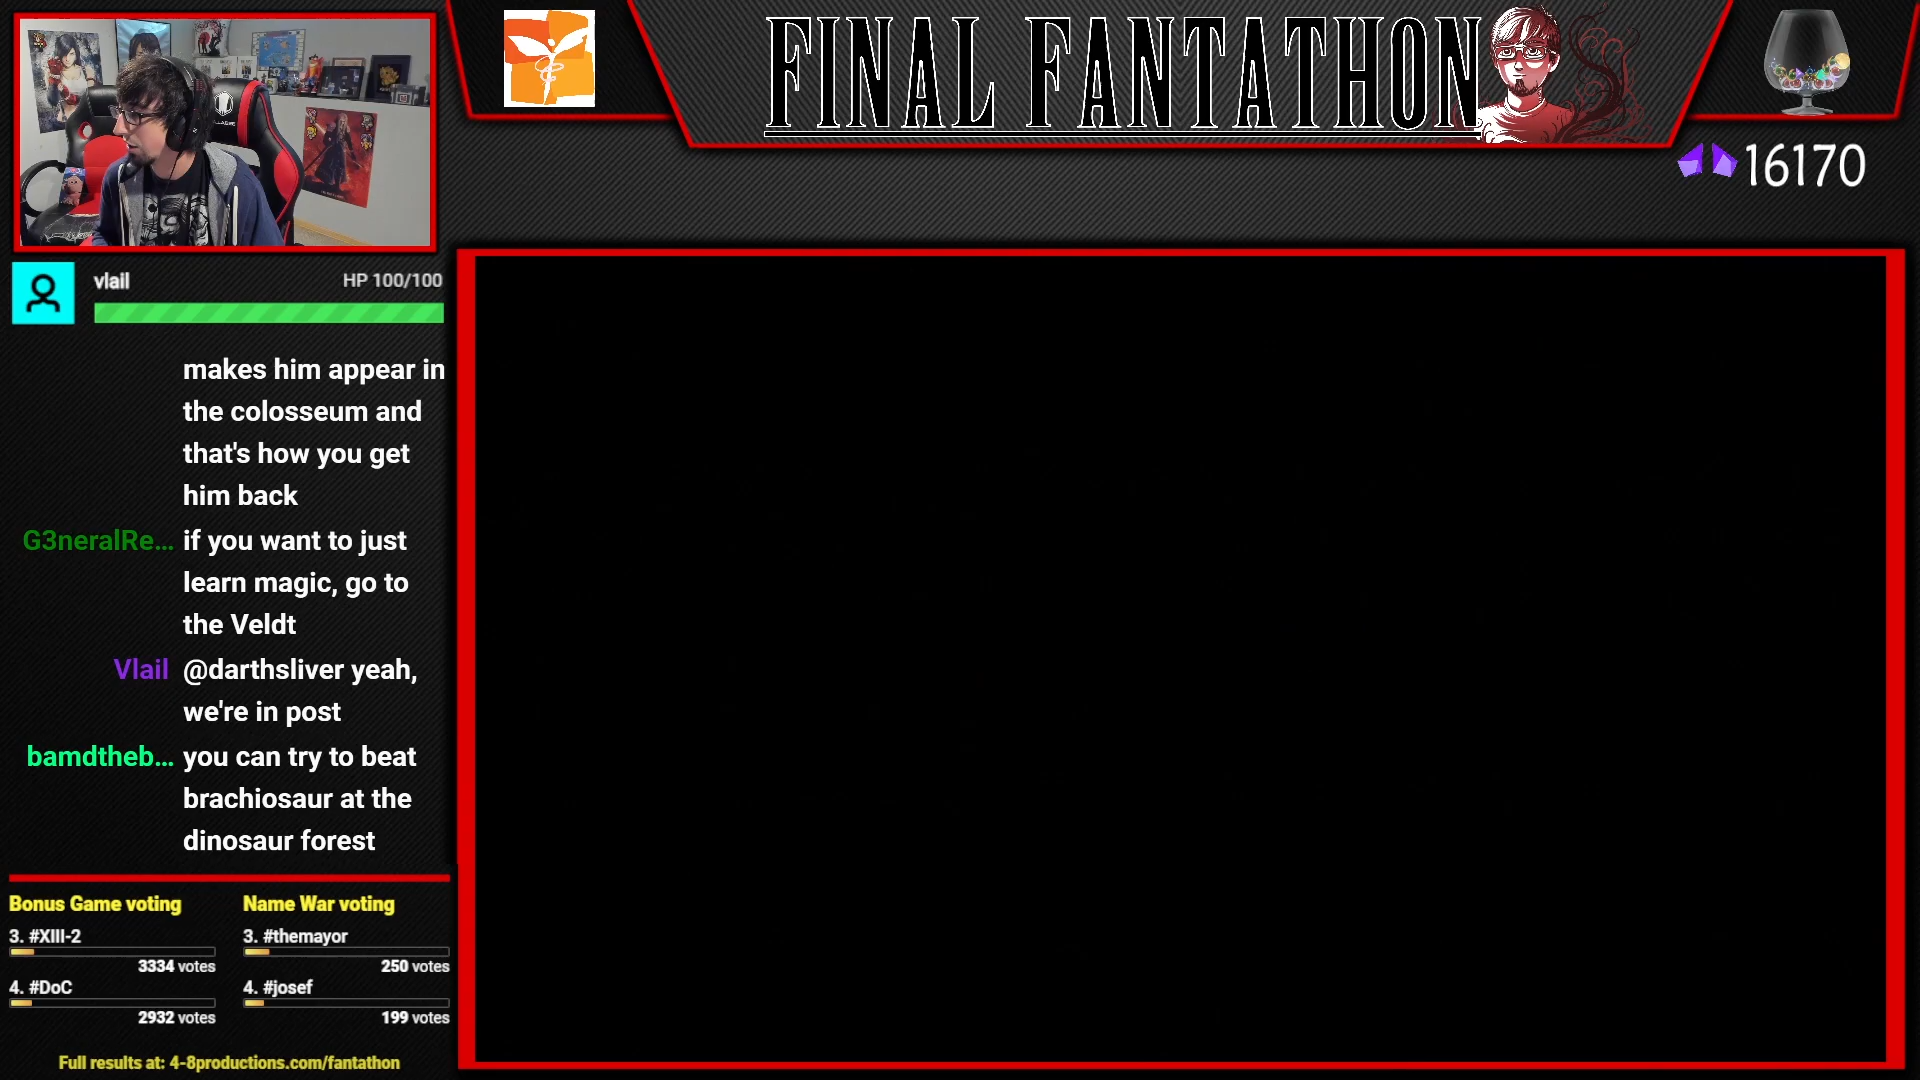 FINAL FANTATHON
16170
vlail HP 100/100
makes him appear in
the colosseum and
that's how you get
him back
G3neralRe... if you want to just
learn magic, go to
the Veldt
Vlail @darthsliver yeah,
we're in post
bamdtheb... you can try to beat
brachiosaur at the
dinosaur forest
Bonus Game voting
3. #XIII-2
3334 votes
4. #DoC
2932 votes
Name War voting
3. #themayor
250 votes
4. #josef
199 votes
Full results at: 4-8productions.com/fantathon